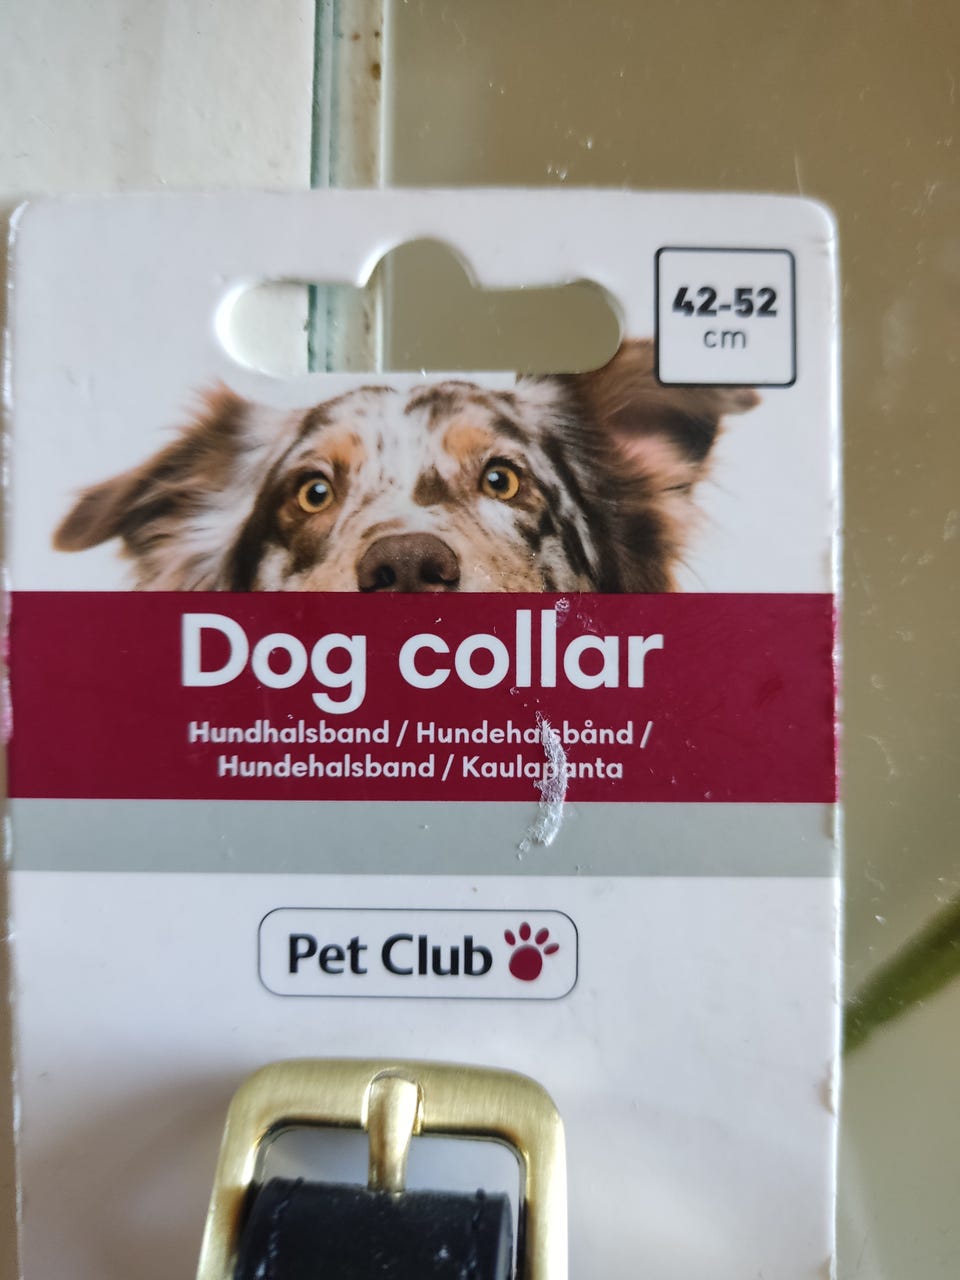 42-52
cm
Dog collar
Hundhalsband / Hundehalsbånd /
Hundehalsband / Kaulapanta
Pet Club